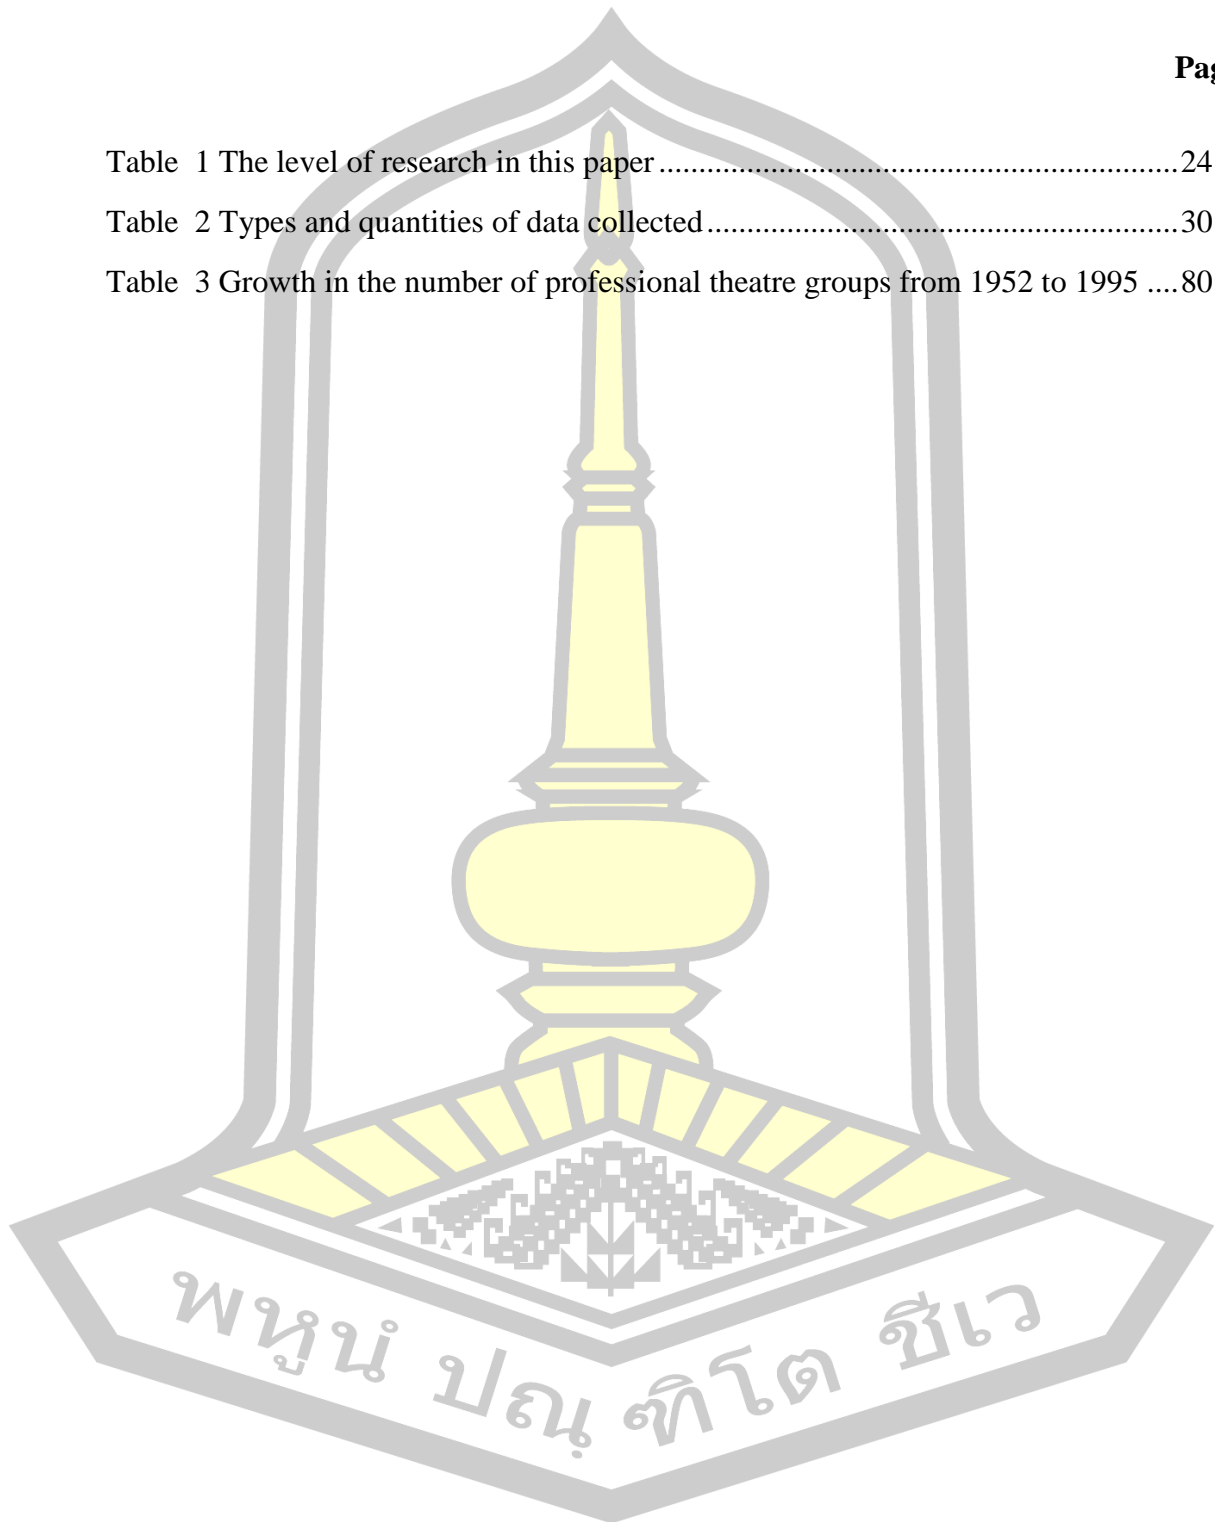 Pag
Table  1 The level of research in this paper ................................................................. 24
Table  2 Types and quantities of data collected ........................................................... 30
Table  3 Growth in the number of professional theatre groups from 1952 to 1995 .... 80
พหูนํ ปณฺ ฑิโต ชีเว